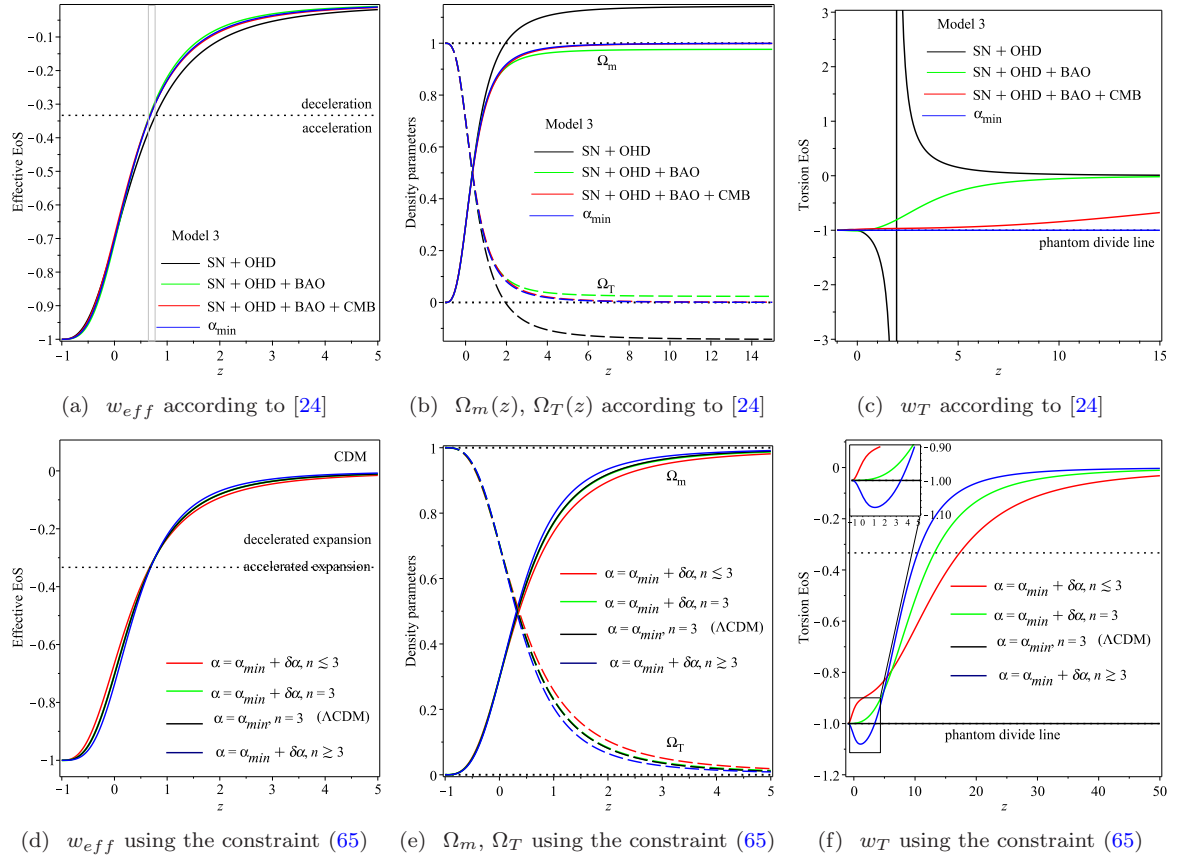 −0.1
−0.2
−0.3
−0.4
−0.5
−0.6
−0.7
−0.8
−0.9
−1
Effective EoS
deceleration
acceleration
Model 3
SN + OHD
SN + OHD + BAO
SN + OHD + BAO + CMB
α_min
−1 0 1 2 3 4 5
z
(a) w_eff according to [24]
1
0.8
0.6
0.4
0.2
0
Density parameters
Ω_m
Model 3
SN + OHD
SN + OHD + BAO
SN + OHD + BAO + CMB
α_min
Ω_T
0 2 4 6 8 10 12 14
z
(b) Ω_m(z), Ω_T(z) according to [24]
3
2
1
0
−1
−2
−3
Torsion EoS
Model 3
SN + OHD
SN + OHD + BAO
SN + OHD + BAO + CMB
α_min
phantom divide line
0 5 10 15
z
(c) w_T according to [24]
0
−0.2
−0.4
−0.6
−0.8
−1
Effective EoS
CDM
decelerated expansion
accelerated expansion
α = α_min + δα, n ≲ 3
α = α_min + δα, n = 3
α = α_min, n = 3 (ΛCDM)
α = α_min + δα, n ≳ 3
−1 0 1 2 3 4 5
z
(d) w_eff using the constraint (65)
1
0.8
0.6
0.4
0.2
0
Density parameters
Ω_m
α = α_min + δα, n ≲ 3
α = α_min + δα, n = 3
α = α_min, n = 3 (ΛCDM)
α = α_min + δα, n ≳ 3
Ω_T
−1 0 1 2 3 4 5
z
(e) Ω_m, Ω_T using the constraint (65)
0
−0.2
−0.4
−0.6
−0.8
−1.0
−1.2
Torsion EoS
−0.90
−1.00
−1.10
−1 0 1 2 3 4 5
α = α_min + δα, n ≲ 3
α = α_min + δα, n = 3
α = α_min, n = 3 (ΛCDM)
α = α_min + δα, n ≳ 3
phantom divide line
0 10 20 30 40 50
z
(f) w_T using the constraint (65)